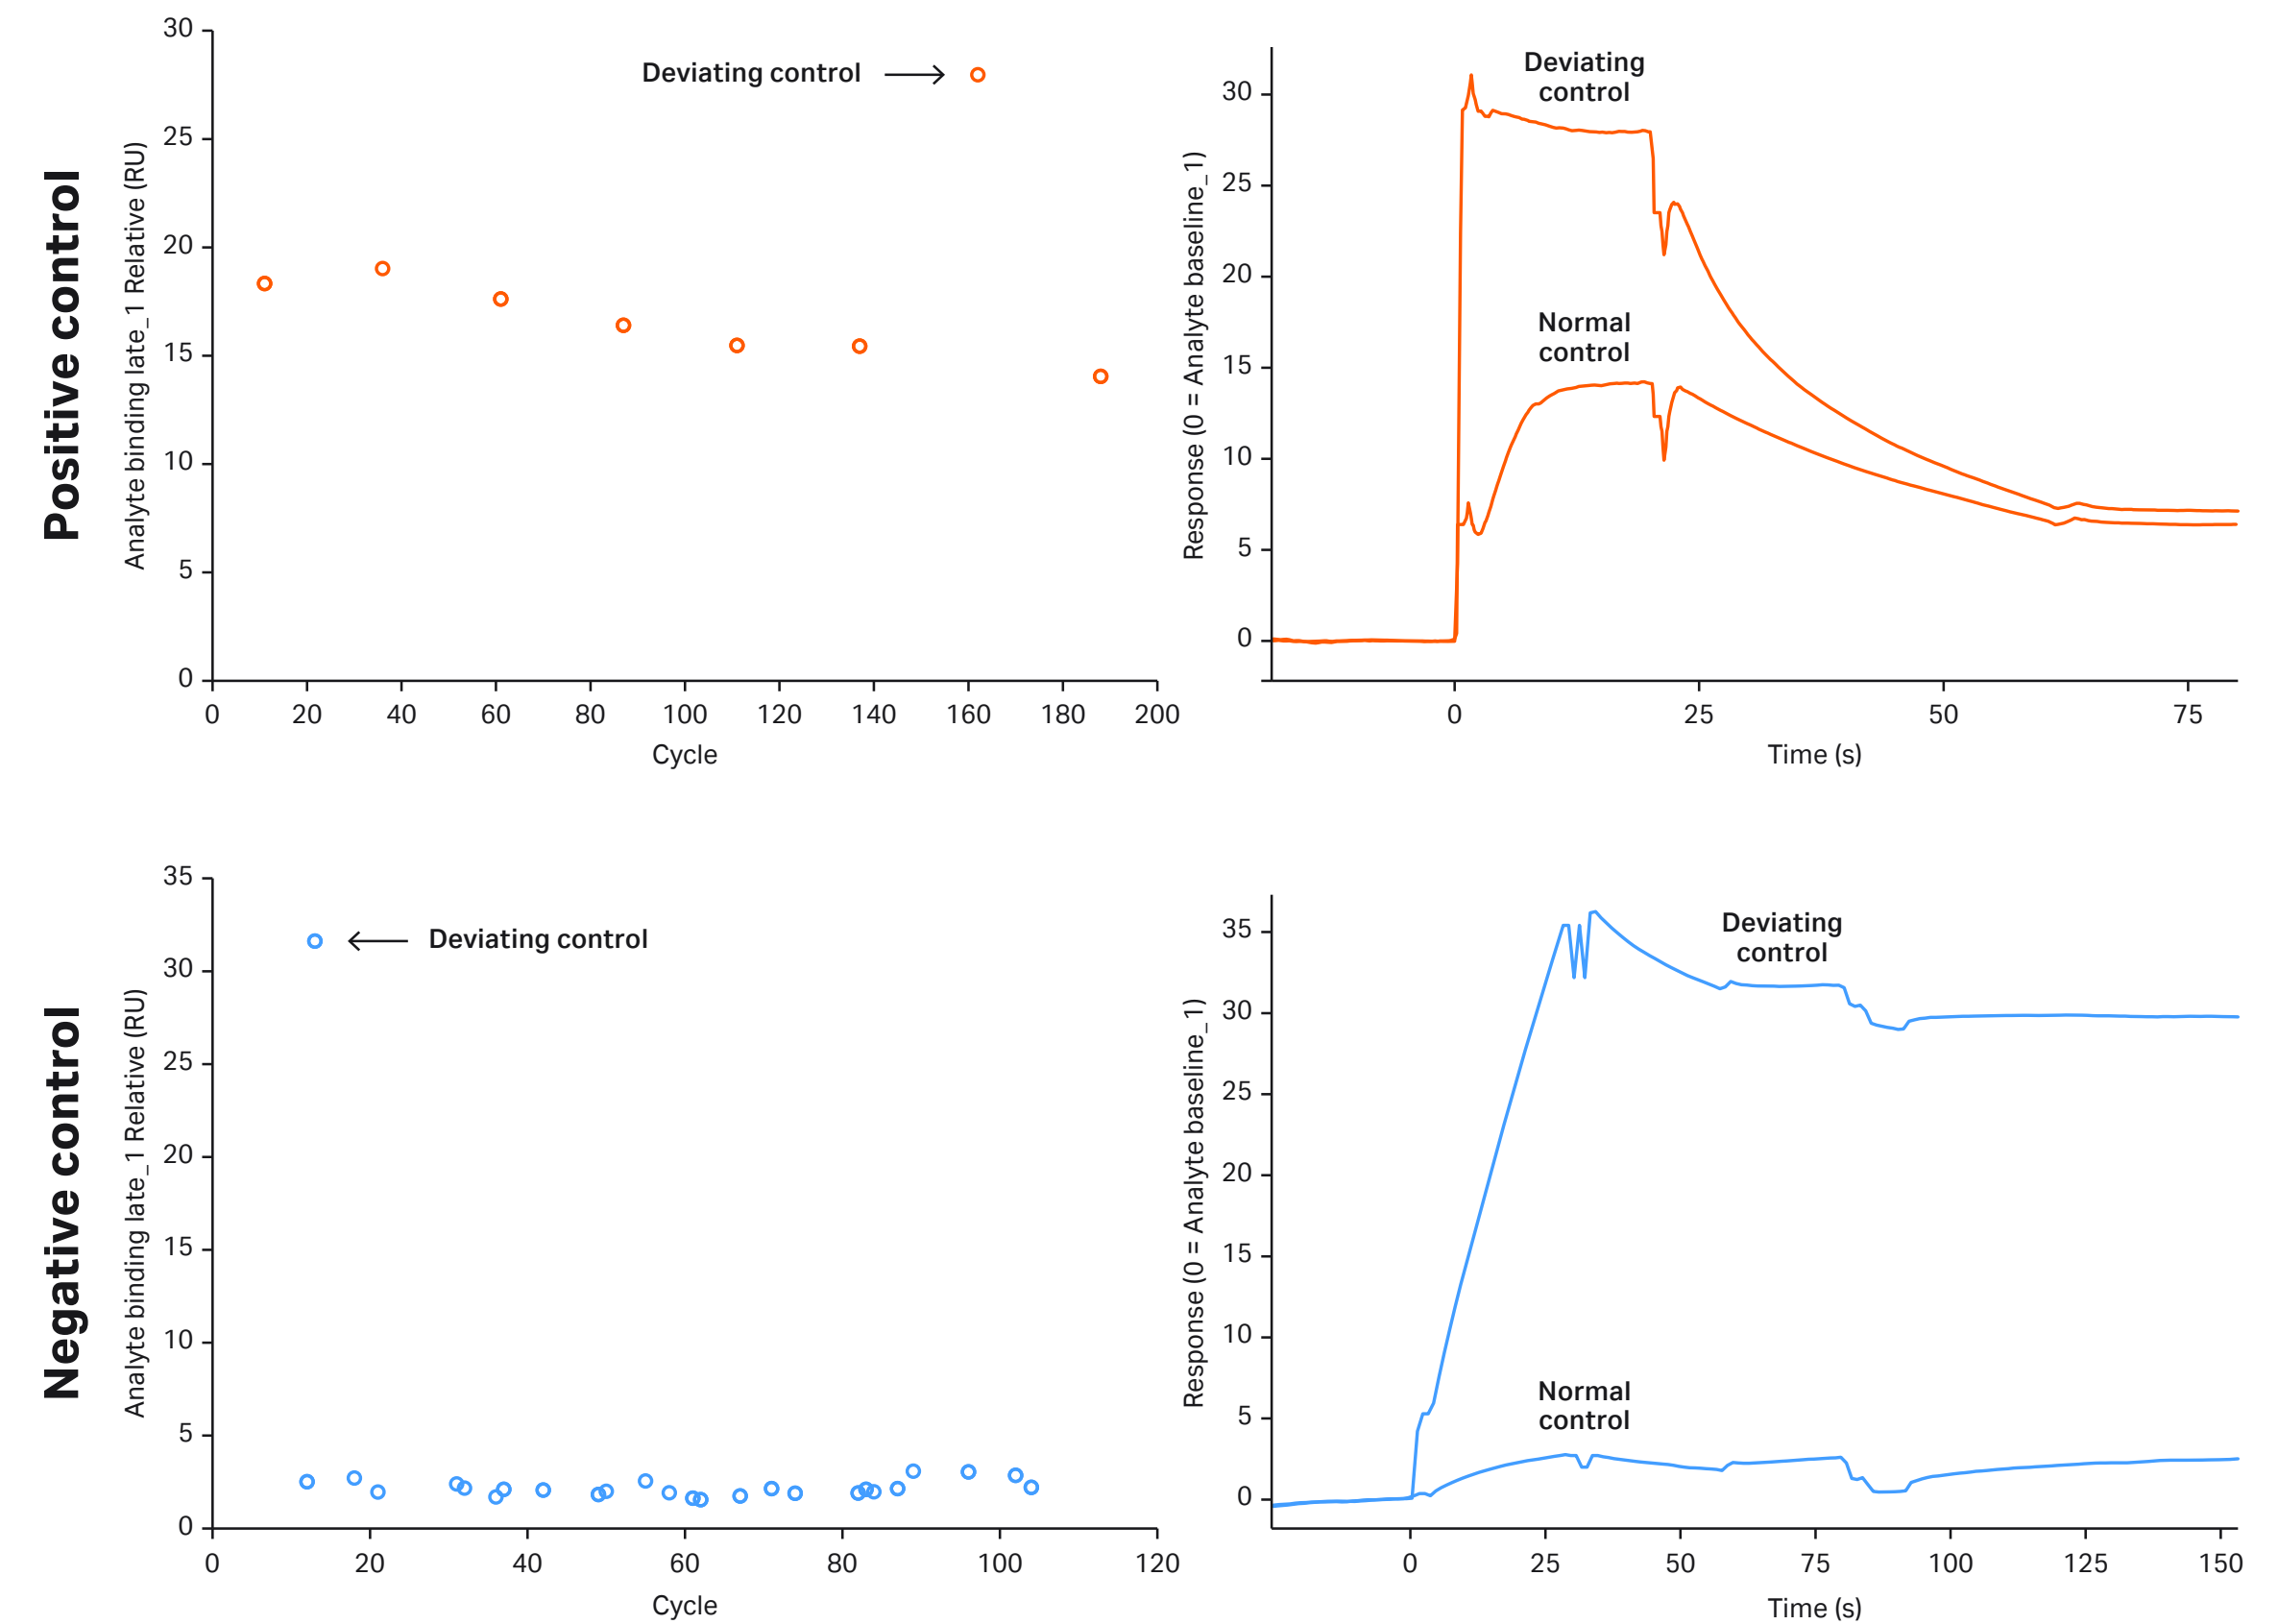 Positive control
Analyte binding late_1 Relative (RU)
30
25
20
15
10
5
0
Deviating control
0 20 40 60 80 100 120 140 160 180 200
Cycle
Response (0 = Analyte baseline_1)
30
25
20
15
10
5
0
Deviating
control
Normal
control
0 25 50 75
Time (s)
Negative control
Analyte binding late_1 Relative (RU)
35
30
25
20
15
10
5
0
Deviating control
0 20 40 60 80 100 120
Cycle
Response (0 = Analyte baseline_1)
35
30
25
20
15
10
5
0
Deviating
control
Normal
control
0 25 50 75 100 125 150
Time (s)